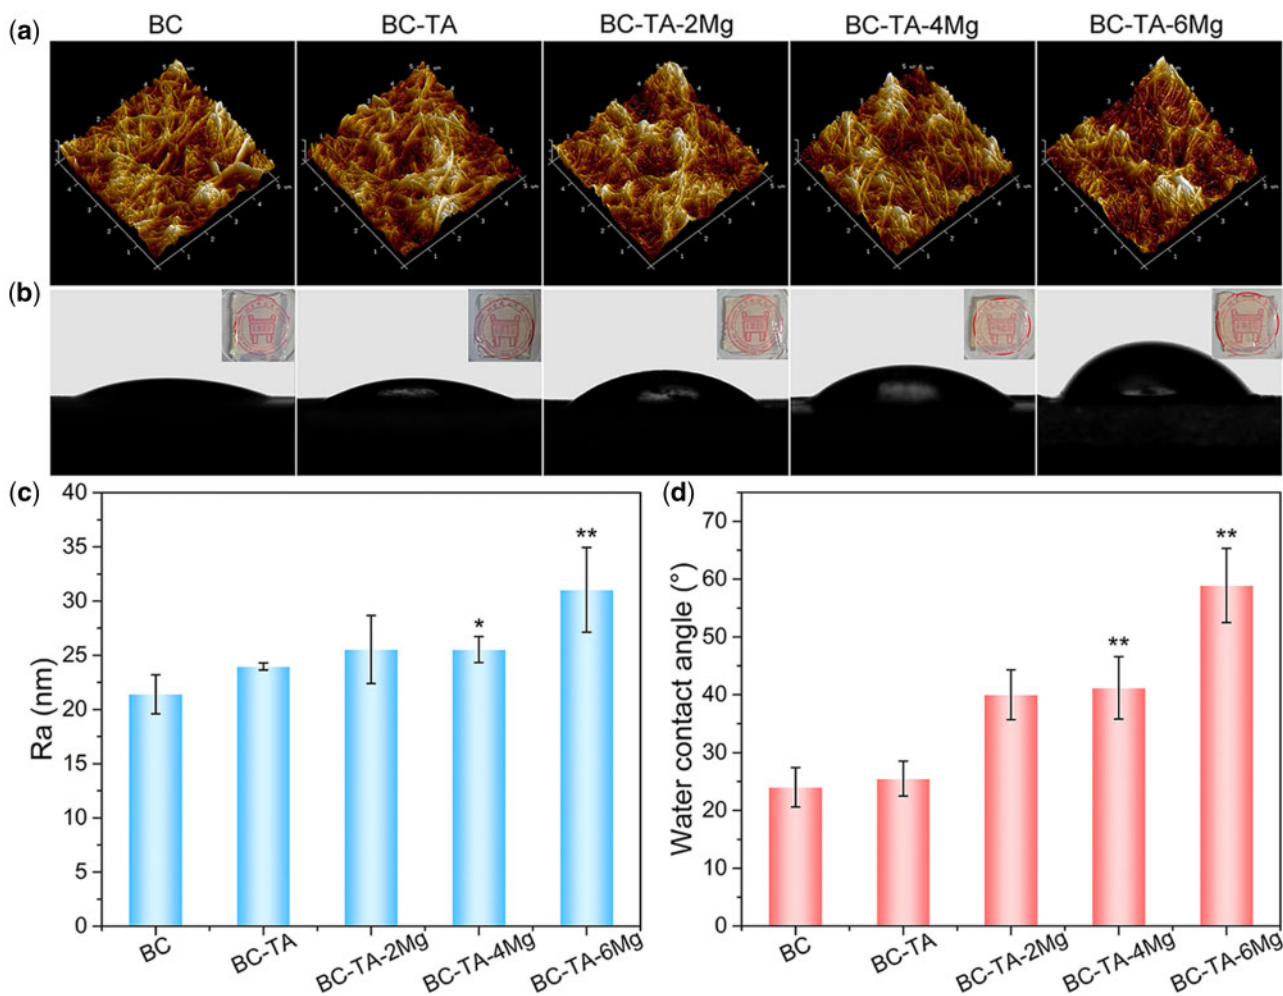 (a)
BC
BC-TA
BC-TA-2Mg
BC-TA-4Mg
BC-TA-6Mg
(b)
(c)
Ra (nm)
40
35
30
25
20
15
10
5
0
*
**
BC
BC-TA
BC-TA-2Mg
BC-TA-4Mg
BC-TA-6Mg
(d)
Water contact angle (°)
70
60
50
40
30
20
10
0
**
**
BC
BC-TA
BC-TA-2Mg
BC-TA-4Mg
BC-TA-6Mg